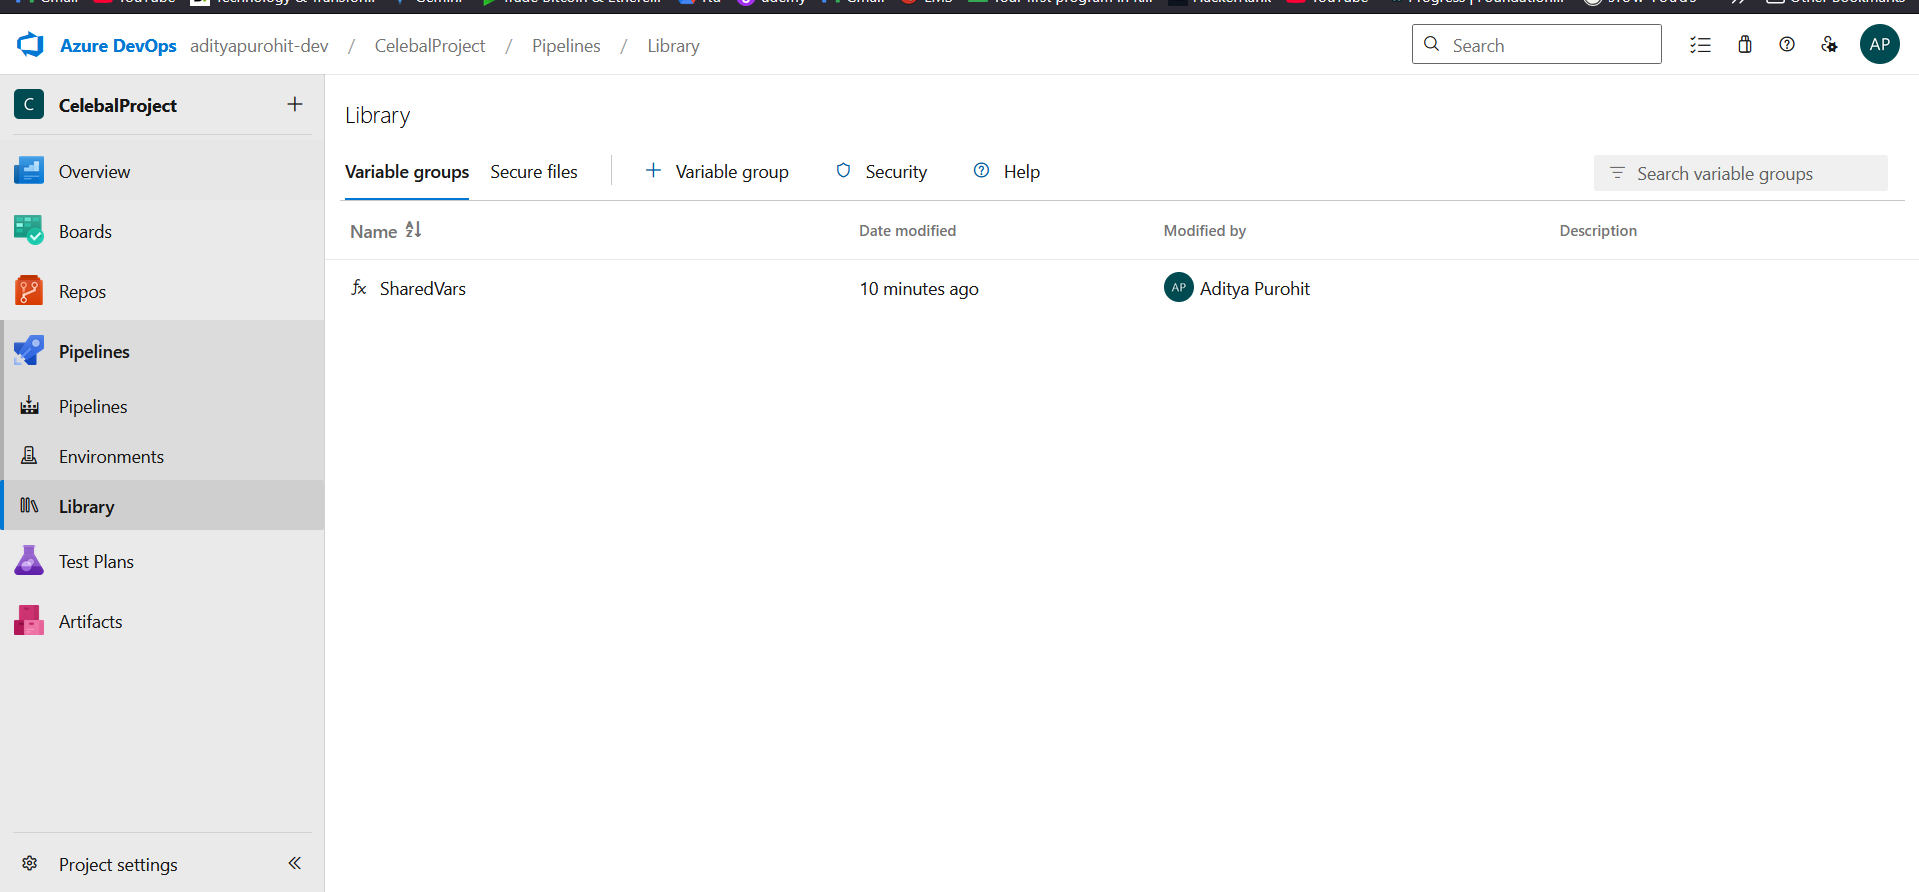 Azure DevOps adityapurohit-dev / CelebalProject / Pipelines / Library Search AP
C CelebalProject +
Library
Overview
Variable groups Secure files + Variable group Security Help Search variable groups
Boards
Name Date modified Modified by Description
Repos
fx SharedVars 10 minutes ago AP Aditya Purohit
Pipelines
Pipelines
Environments
Library
Test Plans
Artifacts
Project settings